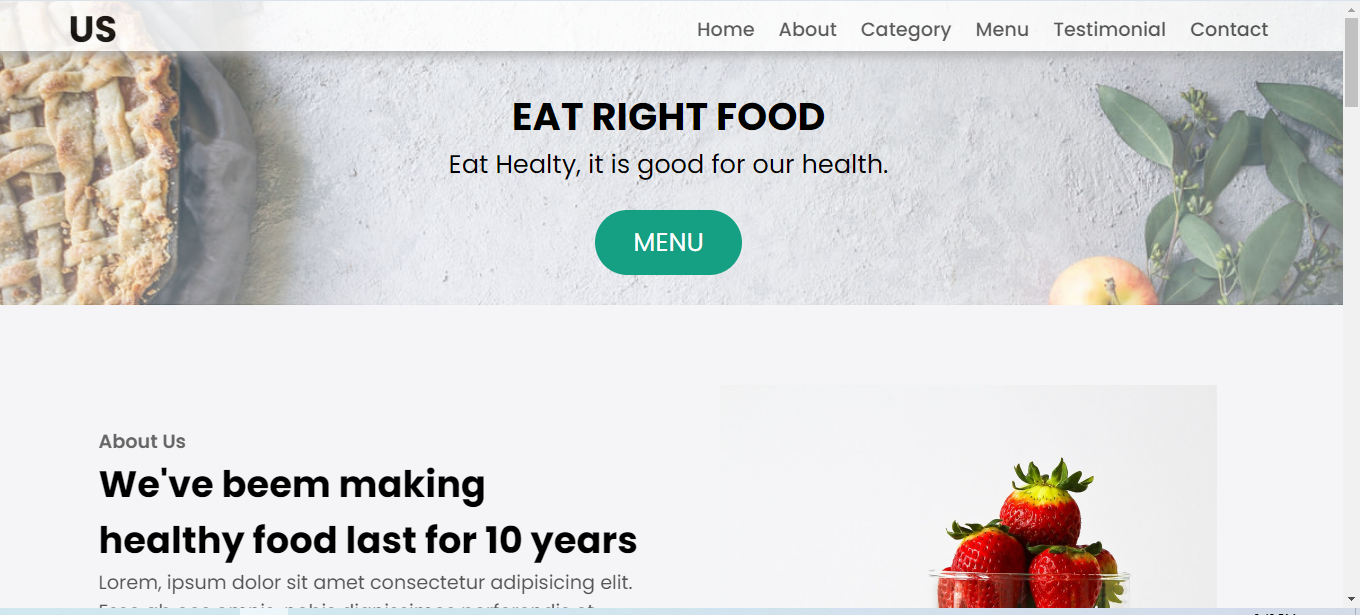 US
Home About Category Menu Testimonial Contact
EAT RIGHT FOOD
Eat Healty, it is good for our health.
MENU
About Us
We've beem making
healthy food last for 10 years
Lorem, ipsum dolor sit amet consectetur adipisicing elit.